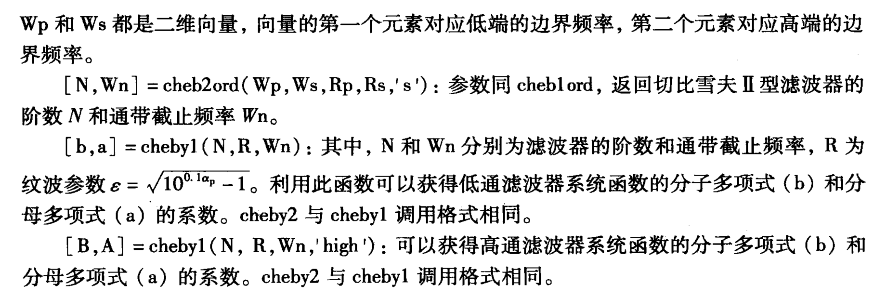 Wp 和 Ws 都是二维向量，向量的第一个元素对应低端的边界频率，第二个元素对应高端的边
界频率。
[N,Wn]=cheb2ord(Wp,Ws,Rp,Rs,'s'): 参数同 cheb1ord，返回切比雪夫Ⅱ型滤波器的
阶数 N 和通带截止频率 Wn。
[b,a]=cheby1(N,R,Wn): 其中，N 和 Wn 分别为滤波器的阶数和通带截止频率，R 为
纹波参数 ε = √(10^{0.1α_p} − 1)。利用此函数可以获得低通滤波器系统函数的分子多项式 (b) 和分
母多项式 (a) 的系数。cheby2 与 cheby1 调用格式相同。
[B,A]=cheby1(N, R,Wn,'high'): 可以获得高通滤波器系统函数的分子多项式 (b) 和
分母多项式 (a) 的系数。cheby2 与 cheby1 调用格式相同。